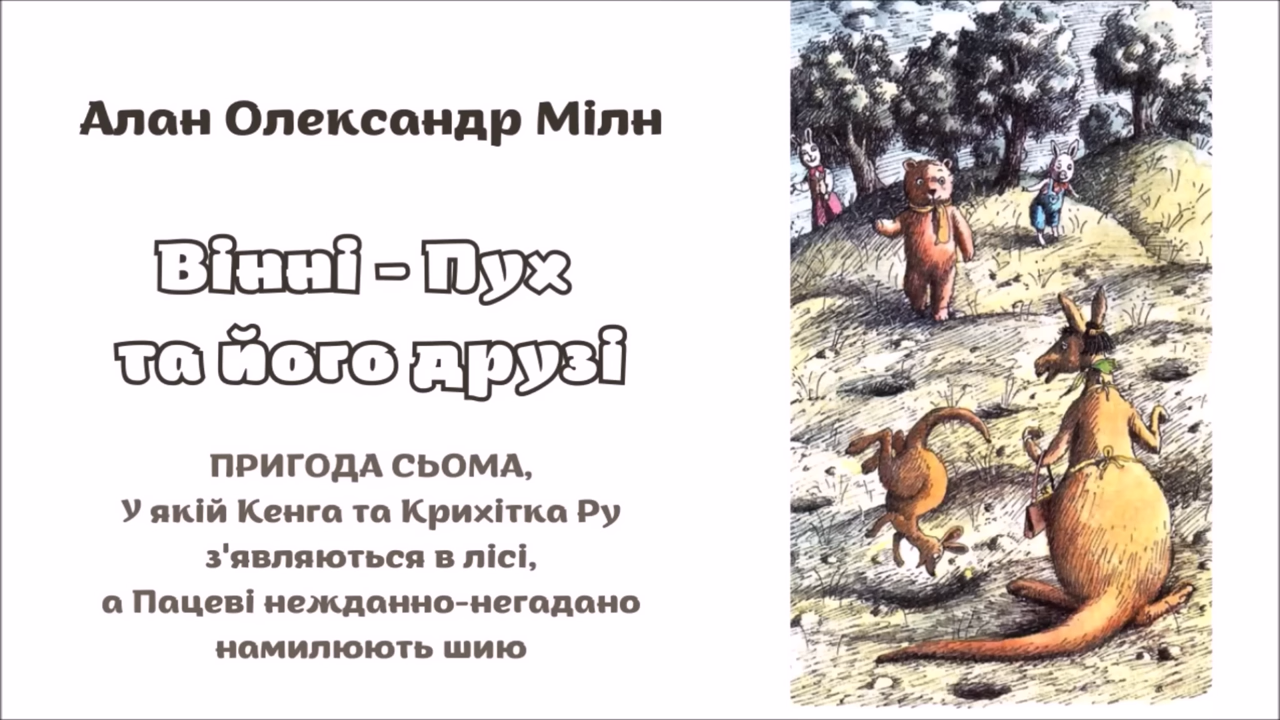 Алан Олександр Мілн
Вінні - Пух
та його друзі
ПРИГОДА СЬОМА,
У якій Кенга та Крихітка Ру
з'являються в лісі,
а Пацеві нежданно-негадано
намилюють шию